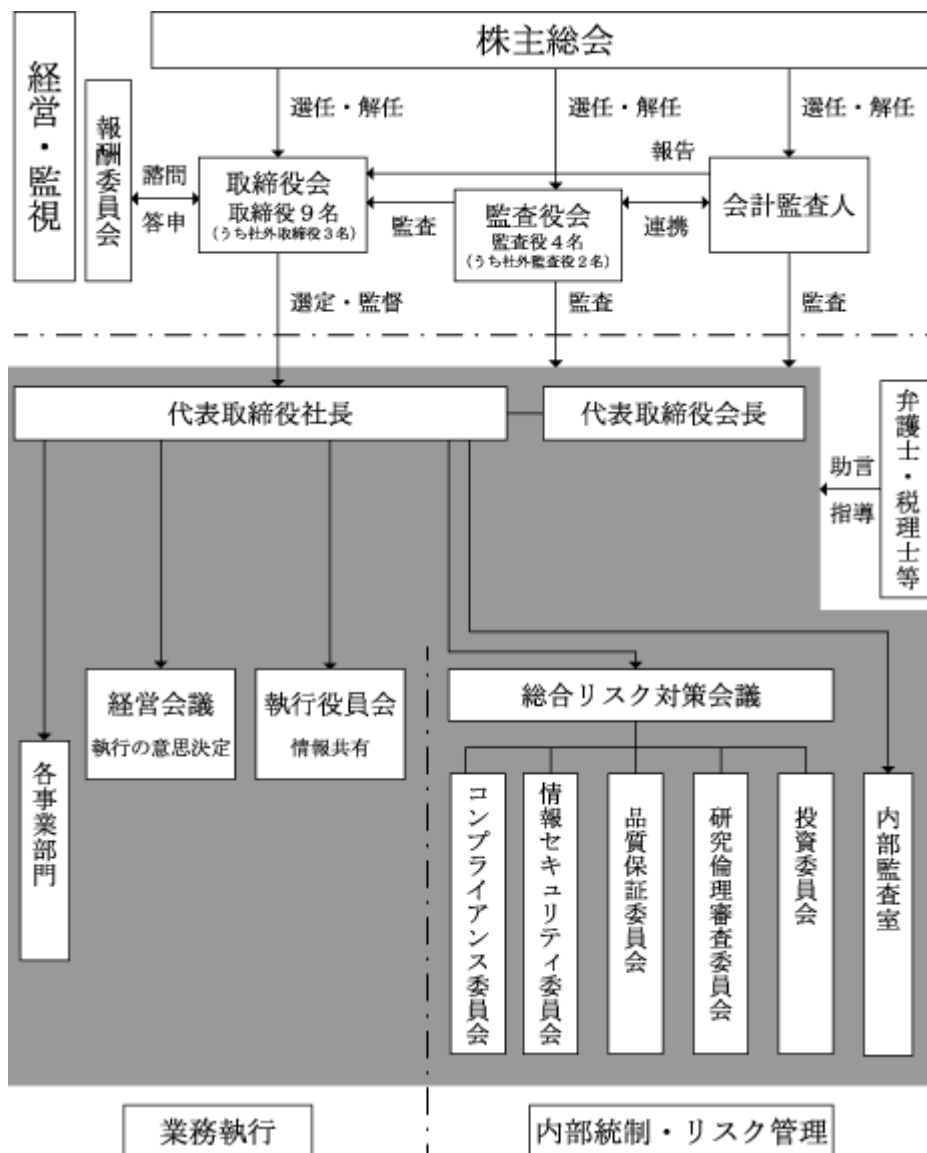 株主総会
経営・監視
報酬委員会
選任・解任
選任・解任
選任・解任
報告
諮問
答申
取締役会
取締役9名
(うち社外取締役3名)
監査
監査役会
監査役4名
(うち社外監査役2名)
連携
会計監査人
選定・監督
監査
監査
代表取締役社長
代表取締役会長
弁護士・税理士等
助言
指導
経営会議
執行の意思決定
執行役員会
情報共有
総合リスク対策会議
各事業部門
コンプライアンス委員会
情報セキュリティ委員会
品質保証委員会
研究倫理審査委員会
投資委員会
内部監査室
業務執行
内部統制・リスク管理